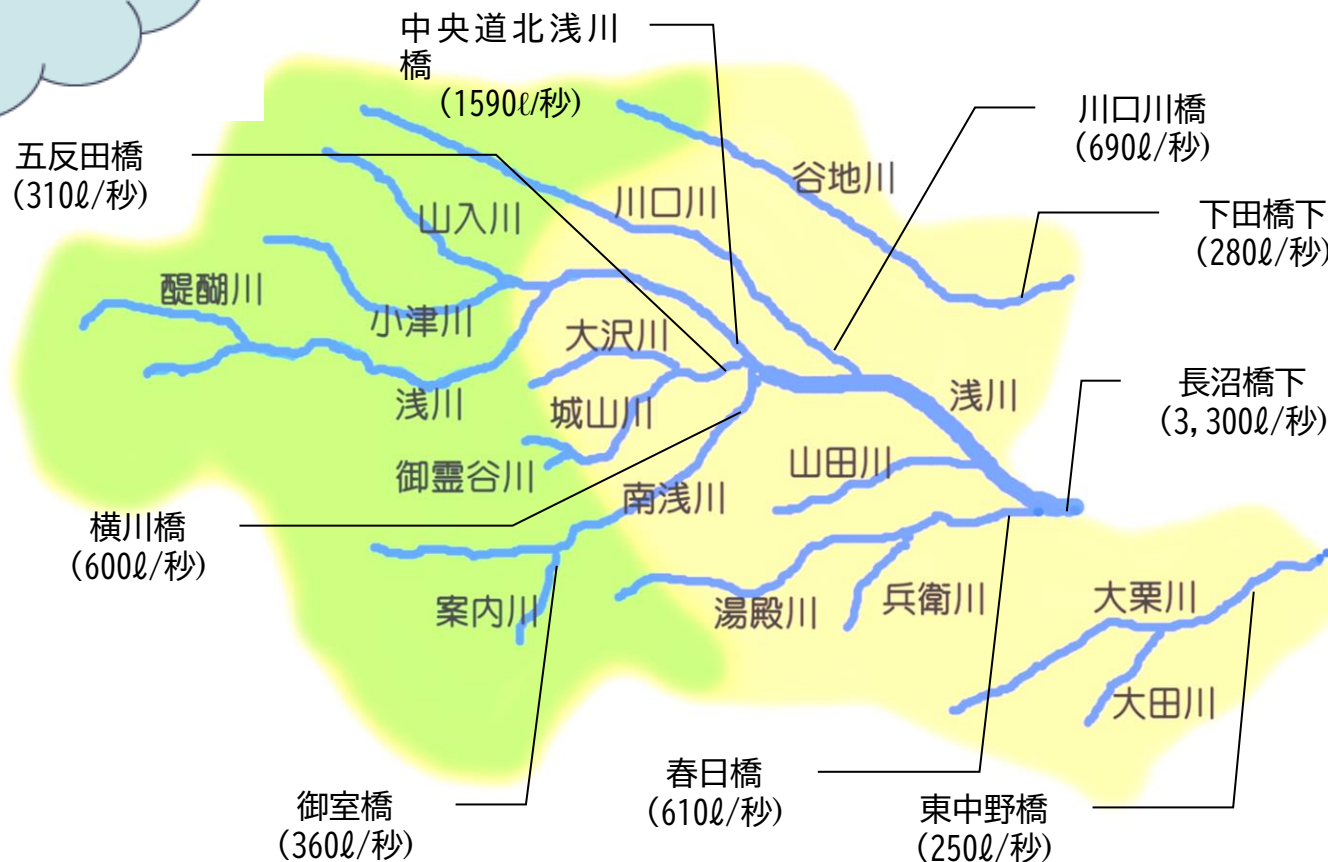 中央道北浅川
橋
(1590ℓ/秒)
川口川橋
(690ℓ/秒)
五反田橋
(310ℓ/秒)
谷地川
川口川
下田橋下
(280ℓ/秒)
山入川
醍醐川
小津川
大沢川
浅川
城山川
浅川
長沼橋下
(3,300ℓ/秒)
御霊谷川
山田川
南浅川
横川橋
(600ℓ/秒)
案内川
湯殿川
兵衛川
大栗川
大田川
春日橋
(610ℓ/秒)
御室橋
(360ℓ/秒)
東中野橋
(250ℓ/秒)